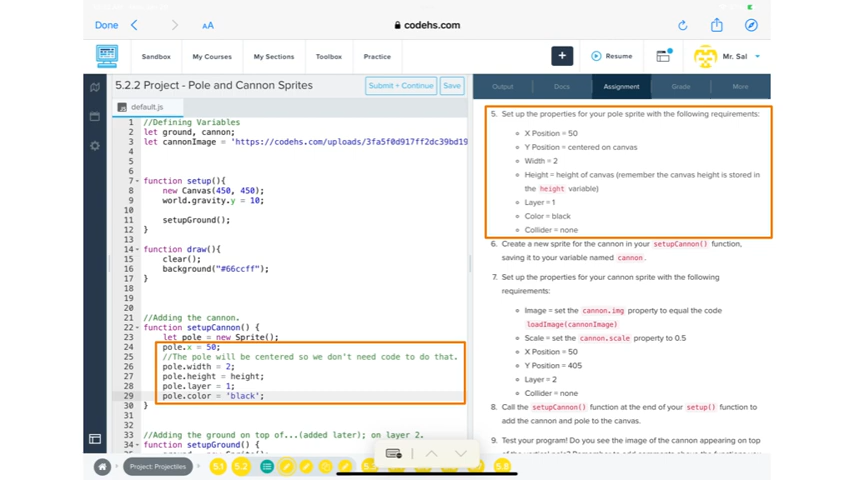 Done
AA
codehs.com
Sandbox
My Courses
My Sections
Toolbox
Practice
+
Resume
Mr. Sal
5.2.2 Project - Pole and Cannon Sprites
Submit + Continue
Save
Output
Docs
Assignment
Grade
More
default.js
1 //Defining Variables
2 let ground, cannon;
3 let cannonImage = 'https://codehs.com/uploads/3fa5f0d917ff2dc39bd19
4
5
6
7 function setup(){
8 new Canvas(450, 450);
9 world.gravity.y = 10;
10
11 setupGround();
12 }
13
14 function draw(){
15 clear();
16 background("#66ccff");
17 }
18
19
20
21 //Adding the cannon.
22 function setupCannon() {
23 let pole = new Sprite();
24 pole.x = 50;
25 //The pole will be centered so we don't need code to do that.
26 pole.width = 2;
27 pole.height = height;
28 pole.layer = 1;
29 pole.color = 'black';
30 }
31
32
33 //Adding the ground on top of...(added later); on layer 2.
34 function setupGround() {
5. Set up the properties for your pole sprite with the following requirements:
X Position = 50
Y Position = centered on canvas
Width = 2
Height = height of canvas (remember the canvas height is stored in
the height variable)
Layer = 1
Color = black
Collider = none
6. Create a new sprite for the cannon in your setupCannon() function,
saving it to your variable named cannon.
7. Set up the properties for your cannon sprite with the following
requirements:
Image = set the cannon.img property to equal the code
loadImage(cannonImage)
Scale = set the cannon.scale property to 0.5
X Position = 50
Y Position = 405
Layer = 2
Collider = none
8. Call the setupCannon() function at the end of your setup() function to
add the cannon and pole to the canvas.
9. Test your program! Do you see the image of the cannon appearing on top
Project: Projectiles
5.1
5.2
5.8